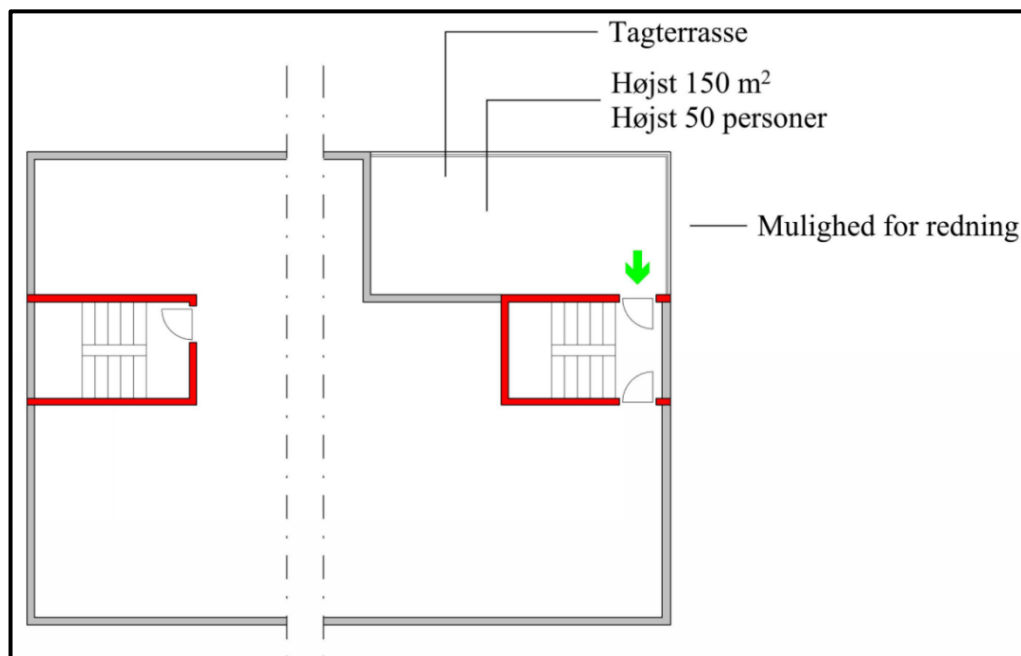 Tagterrasse
Højst 150 m²
Højst 50 personer
Mulighed for redning